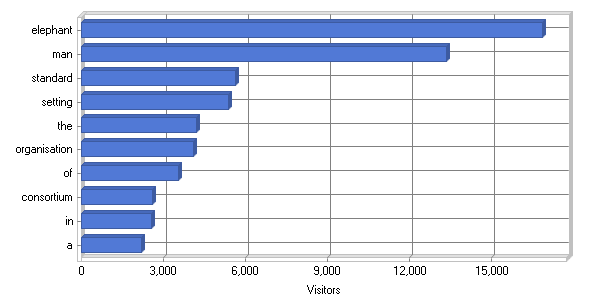 elephant
man
standard
setting
the
organisation
of
consortium
in
a
0 3,000 6,000 9,000 12,000 15,000
Visitors